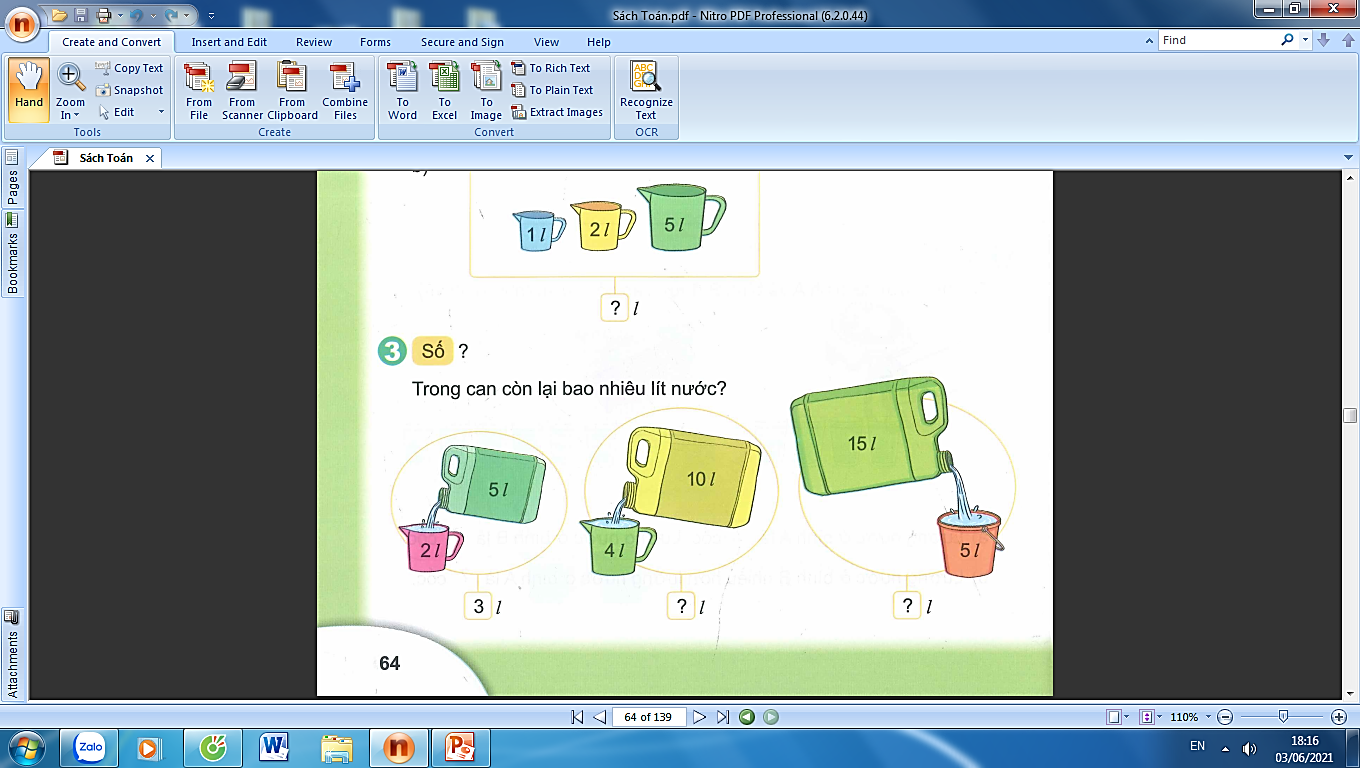 Sách Toán.pdf - Nitro PDF Professional (6.2.0.44)
Create and Convert Insert and Edit Review Forms Secure and Sign View Help Find
Hand
Zoom In
Copy Text
Snapshot
Edit
Tools
From File
From Scanner
From Clipboard
Combine Files
Create
To Word
To Excel
To Image
To Rich Text
To Plain Text
Extract Images
Convert
Recognize Text
OCR
Sách Toán
Pages
Bookmarks
Attachments
1 l 2 l 5 l
? l
3 Số ?
Trong can còn lại bao nhiêu lít nước?
5 l 10 l 15 l
2 l 4 l 5 l
3 l ? l ? l
64
64 of 139
110%
Zalo
EN
18:16
03/06/2021